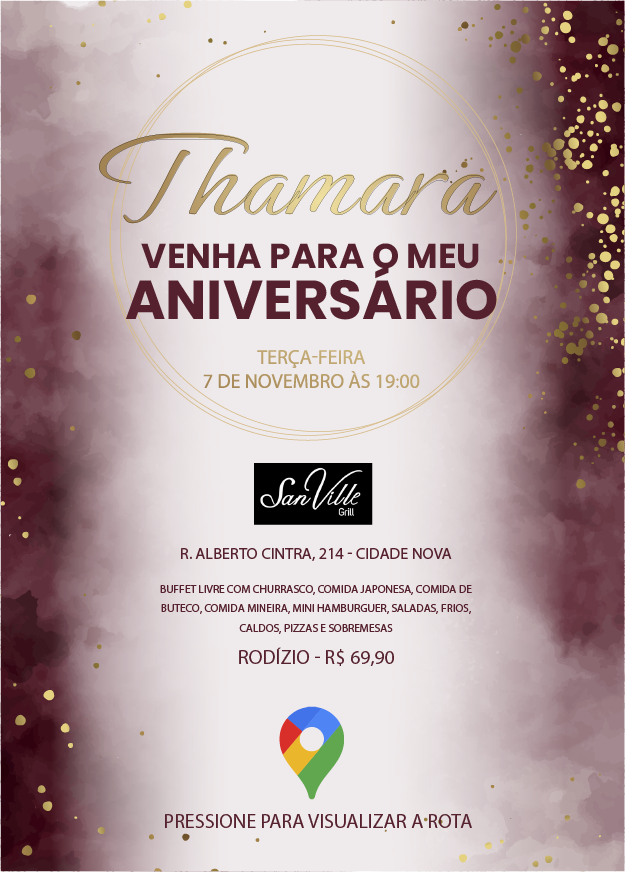 Thamara
VENHA PARA O MEU
ANIVERSÁRIO
TERÇA-FEIRA
7 DE NOVEMBRO ÀS 19:00
SanVille
Grill
R. ALBERTO CINTRA, 214 - CIDADE NOVA
BUFFET LIVRE COM CHURRASCO, COMIDA JAPONESA, COMIDA DE
BUTECO, COMIDA MINEIRA, MINI HAMBURGUER, SALADAS, FRIOS,
CALDOS, PIZZAS E SOBREMESAS
RODÍZIO - R$ 69,90
PRESSIONE PARA VISUALIZAR A ROTA